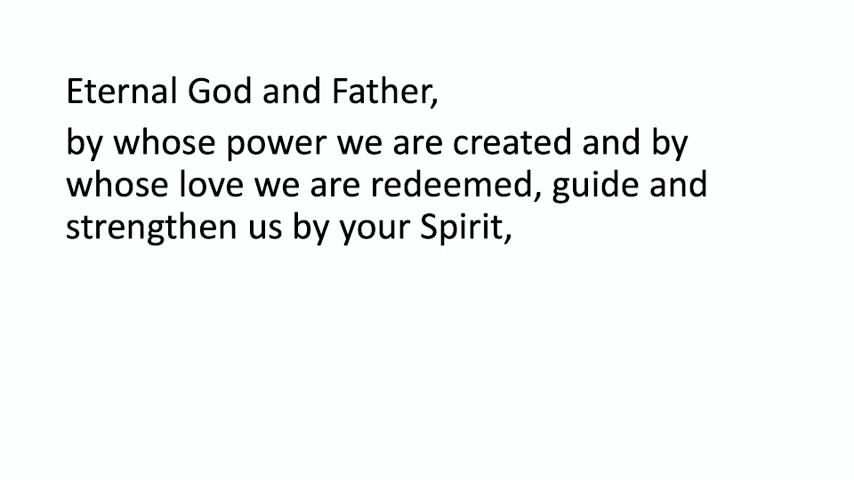 Eternal God and Father,
by whose power we are created and by
whose love we are redeemed, guide and
strengthen us by your Spirit,